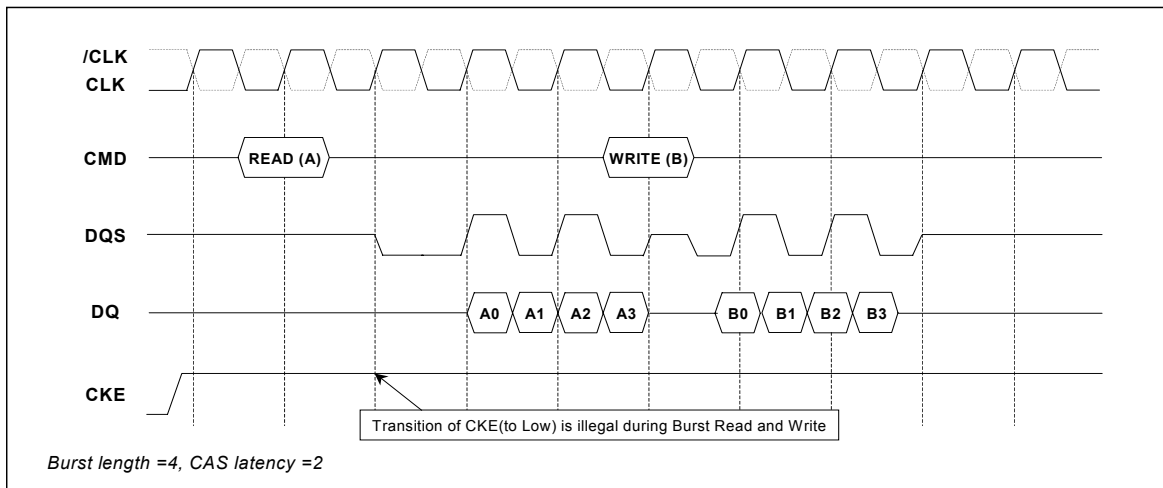 /CLK
CLK
CMD
READ (A)
WRITE (B)
DQS
DQ
A0
A1
A2
A3
B0
B1
B2
B3
CKE
Transition of CKE(to Low) is illegal during Burst Read and Write
Burst length =4, CAS latency =2